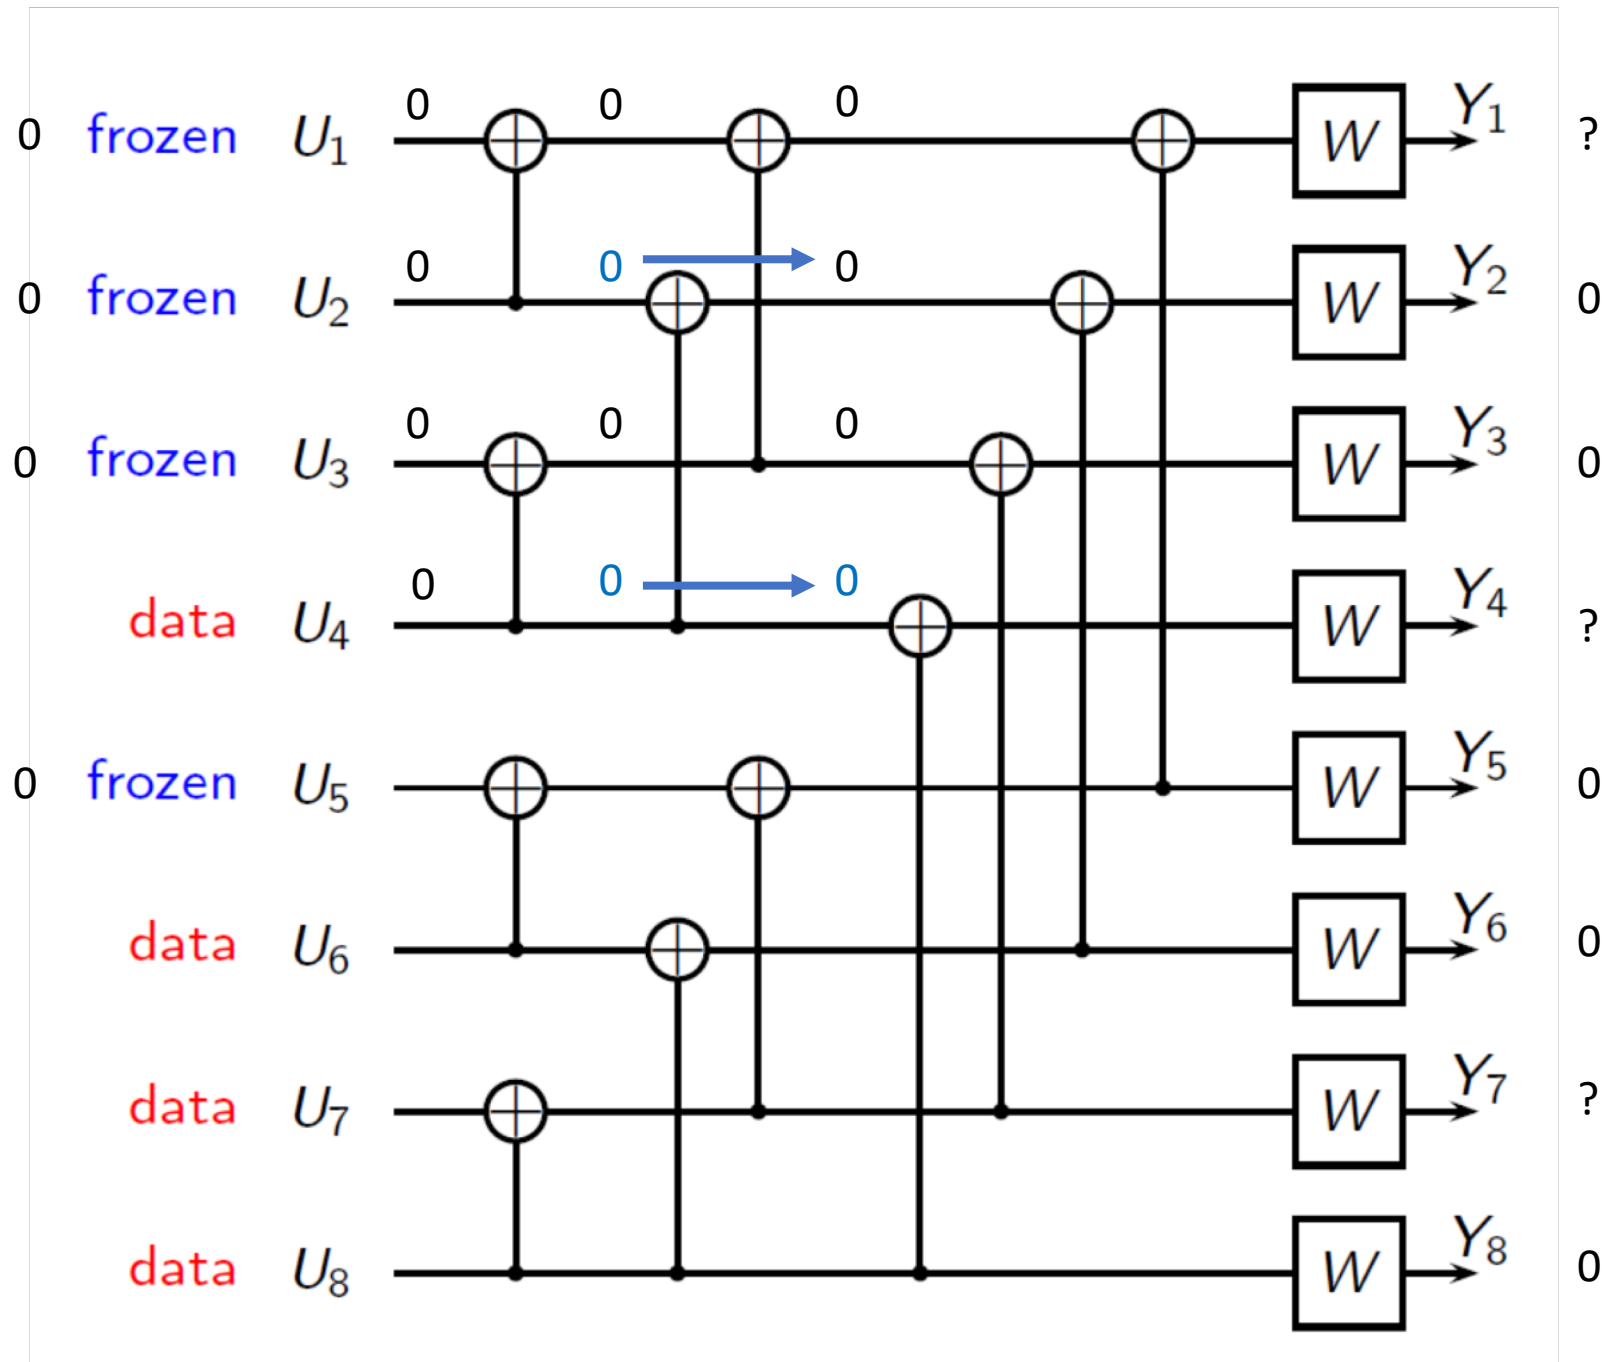 0 0 0
0 frozen U₁ W Y₁ ?
0 0 0
0 frozen U₂ W Y₂ 0
0 0 0
0 frozen U₃ W Y₃ 0
0 0 0
data U₄ W Y₄ ?
0 frozen U₅ W Y₅ 0
data U₆ W Y₆ 0
data U₇ W Y₇ ?
data U₈ W Y₈ 0